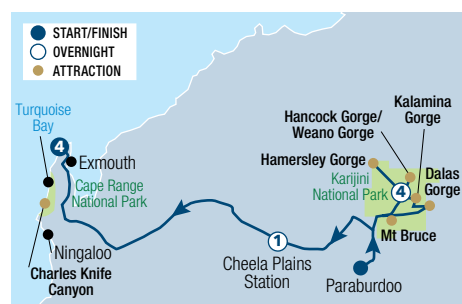 START/FINISH
OVERNIGHT
ATTRACTION
Turquoise
Bay
4
Exmouth
Cape Range
National Park
Ningaloo
Charles Knife
Canyon
1
Cheela Plains
Station
Hancock Gorge/
Weano Gorge
Kalamina
Gorge
Hamersley Gorge
Karijini
National Park
4
Dalas
Gorge
Mt Bruce
Paraburdoo